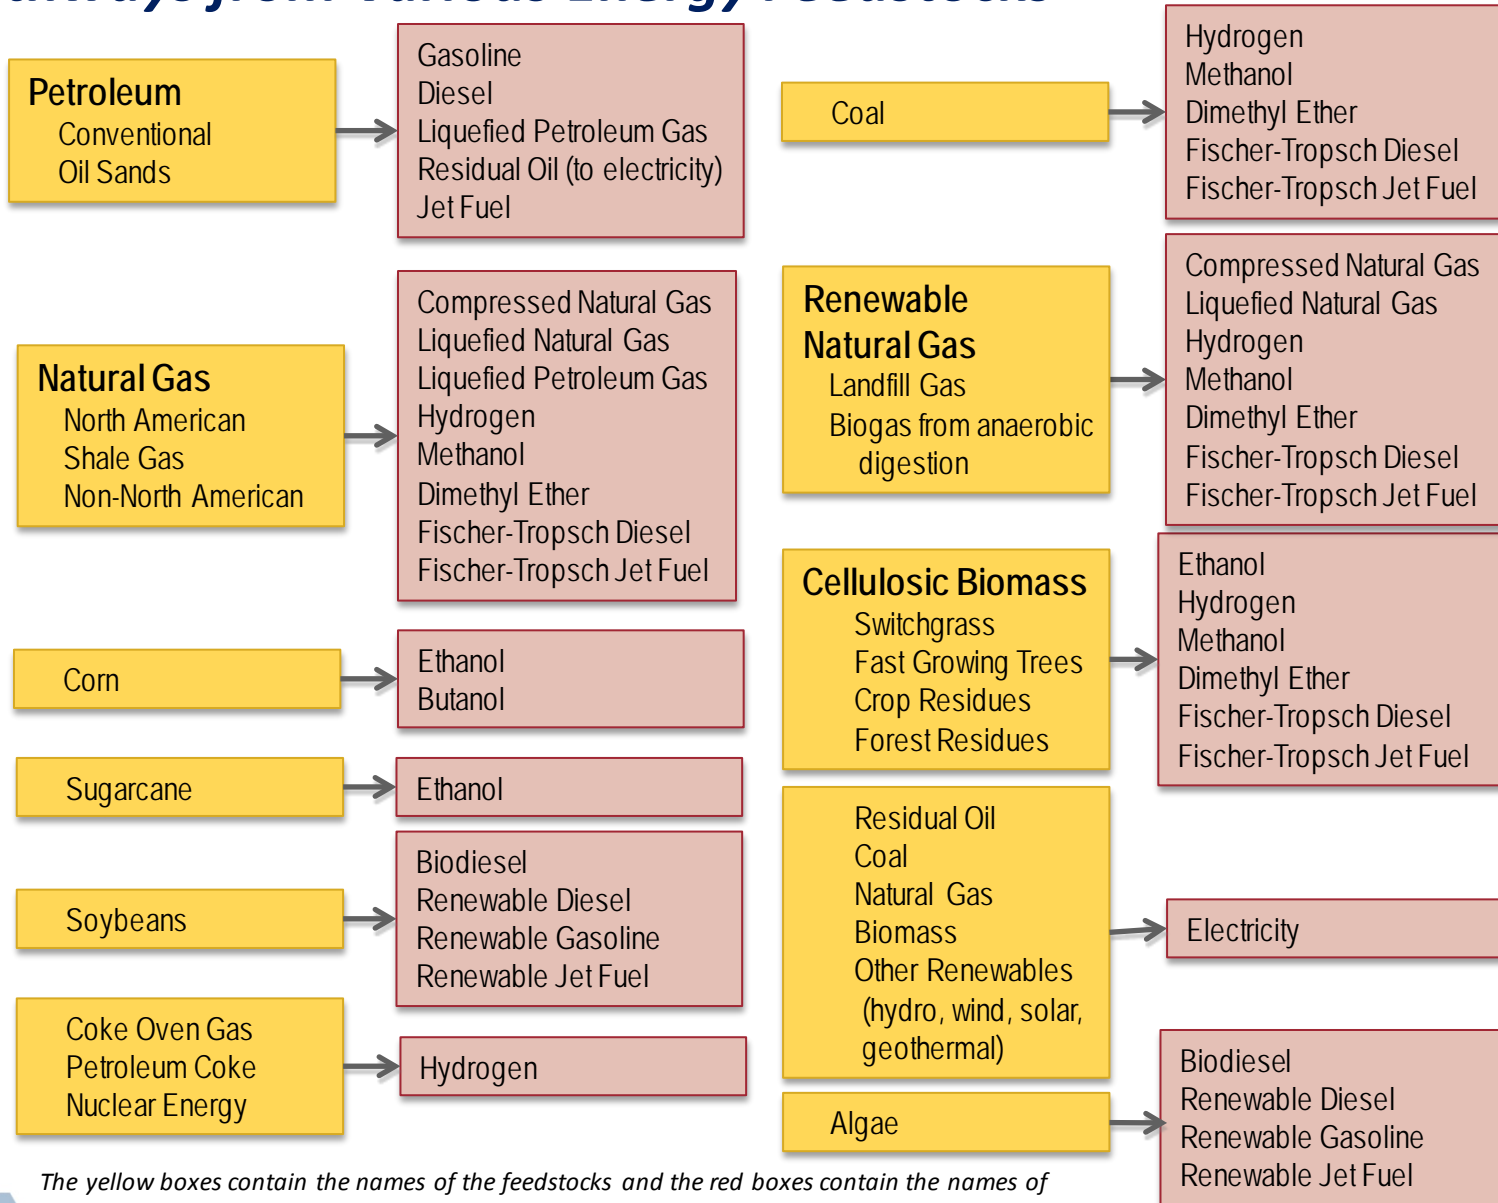 from Various Energy Feedstocks
Petroleum
Conventional
Oil Sands
Gasoline
Diesel
Liquefied Petroleum Gas
Residual Oil (to electricity)
Jet Fuel
Natural Gas
North American
Shale Gas
Non-North American
Compressed Natural Gas
Liquefied Natural Gas
Liquefied Petroleum Gas
Hydrogen
Methanol
Dimethyl Ether
Fischer-Tropsch Diesel
Fischer-Tropsch Jet Fuel
Corn
Ethanol
Butanol
Sugarcane
Ethanol
Soybeans
Biodiesel
Renewable Diesel
Renewable Gasoline
Renewable Jet Fuel
Coke Oven Gas
Petroleum Coke
Nuclear Energy
Hydrogen
Coal
Hydrogen
Methanol
Dimethyl Ether
Fischer-Tropsch Diesel
Fischer-Tropsch Jet Fuel
Renewable
Natural Gas
Landfill Gas
Biogas from anaerobic
digestion
Compressed Natural Gas
Liquefied Natural Gas
Hydrogen
Methanol
Dimethyl Ether
Fischer-Tropsch Diesel
Fischer-Tropsch Jet Fuel
Cellulosic Biomass
Switchgrass
Fast Growing Trees
Crop Residues
Forest Residues
Ethanol
Hydrogen
Methanol
Dimethyl Ether
Fischer-Tropsch Diesel
Fischer-Tropsch Jet Fuel
Residual Oil
Coal
Natural Gas
Biomass
Other Renewables
(hydro, wind, solar,
geothermal)
Electricity
Algae
Biodiesel
Renewable Diesel
Renewable Gasoline
Renewable Jet Fuel
The yellow boxes contain the names of the feedstocks and the red boxes contain the names of